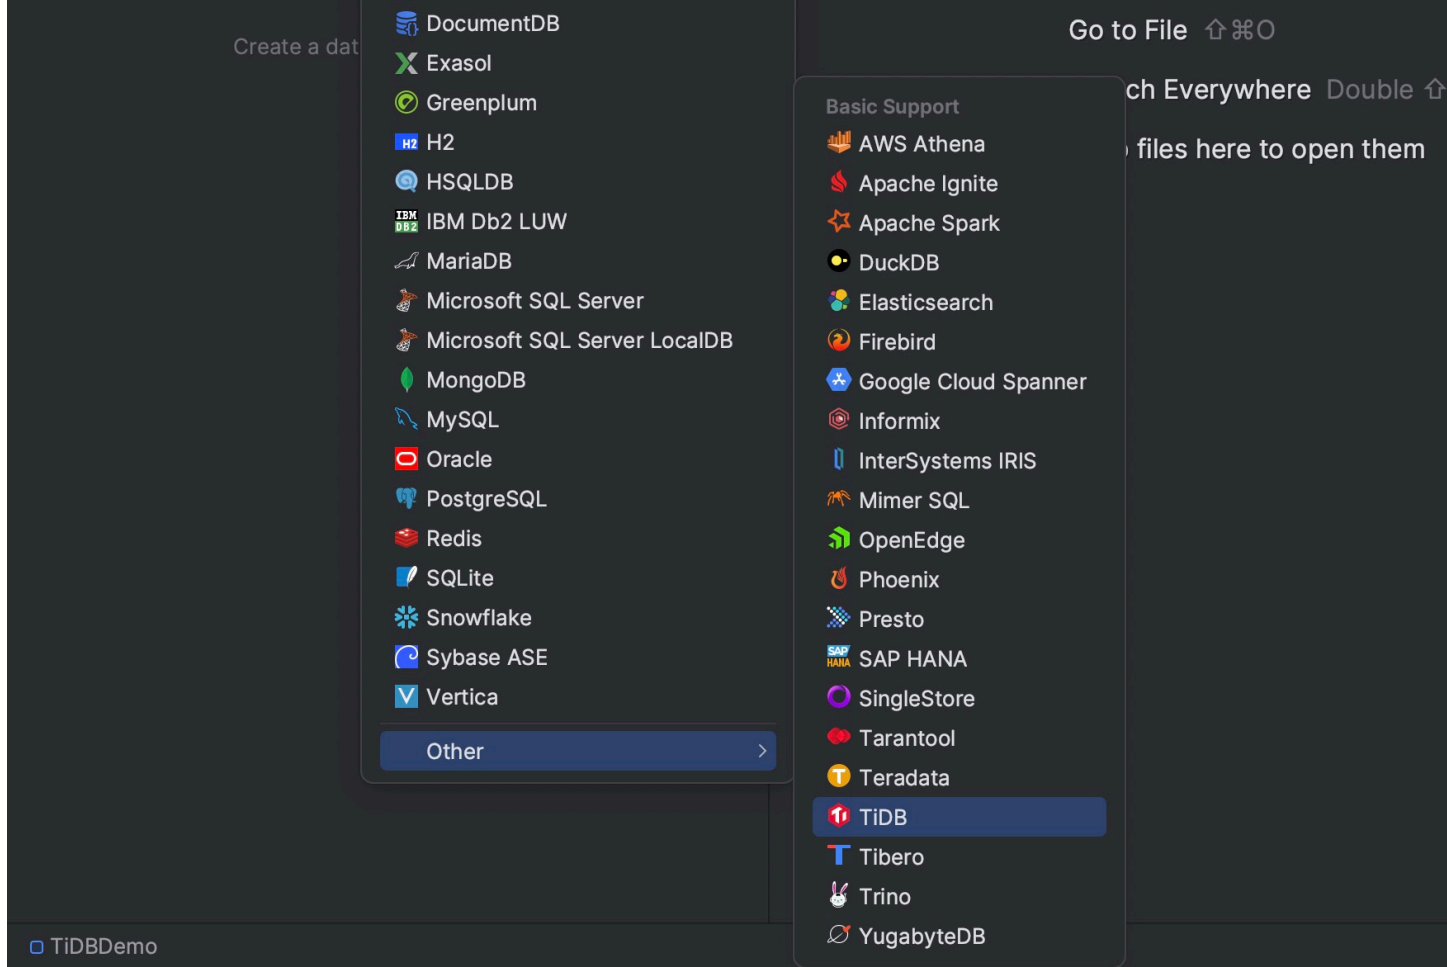 Create a dat
DocumentDB
Exasol
Greenplum
H2
HSQLDB
IBM Db2 LUW
MariaDB
Microsoft SQL Server
Microsoft SQL Server LocalDB
MongoDB
MySQL
Oracle
PostgreSQL
Redis
SQLite
Snowflake
Sybase ASE
Vertica
Other
Basic Support
AWS Athena
Apache Ignite
Apache Spark
DuckDB
Elasticsearch
Firebird
Google Cloud Spanner
Informix
InterSystems IRIS
Mimer SQL
OpenEdge
Phoenix
Presto
SAP HANA
SingleStore
Tarantool
Teradata
TiDB
Tibero
Trino
YugabyteDB
Go to File ⇧⌘O
ch Everywhere Double ⇧
files here to open them
TiDBDemo